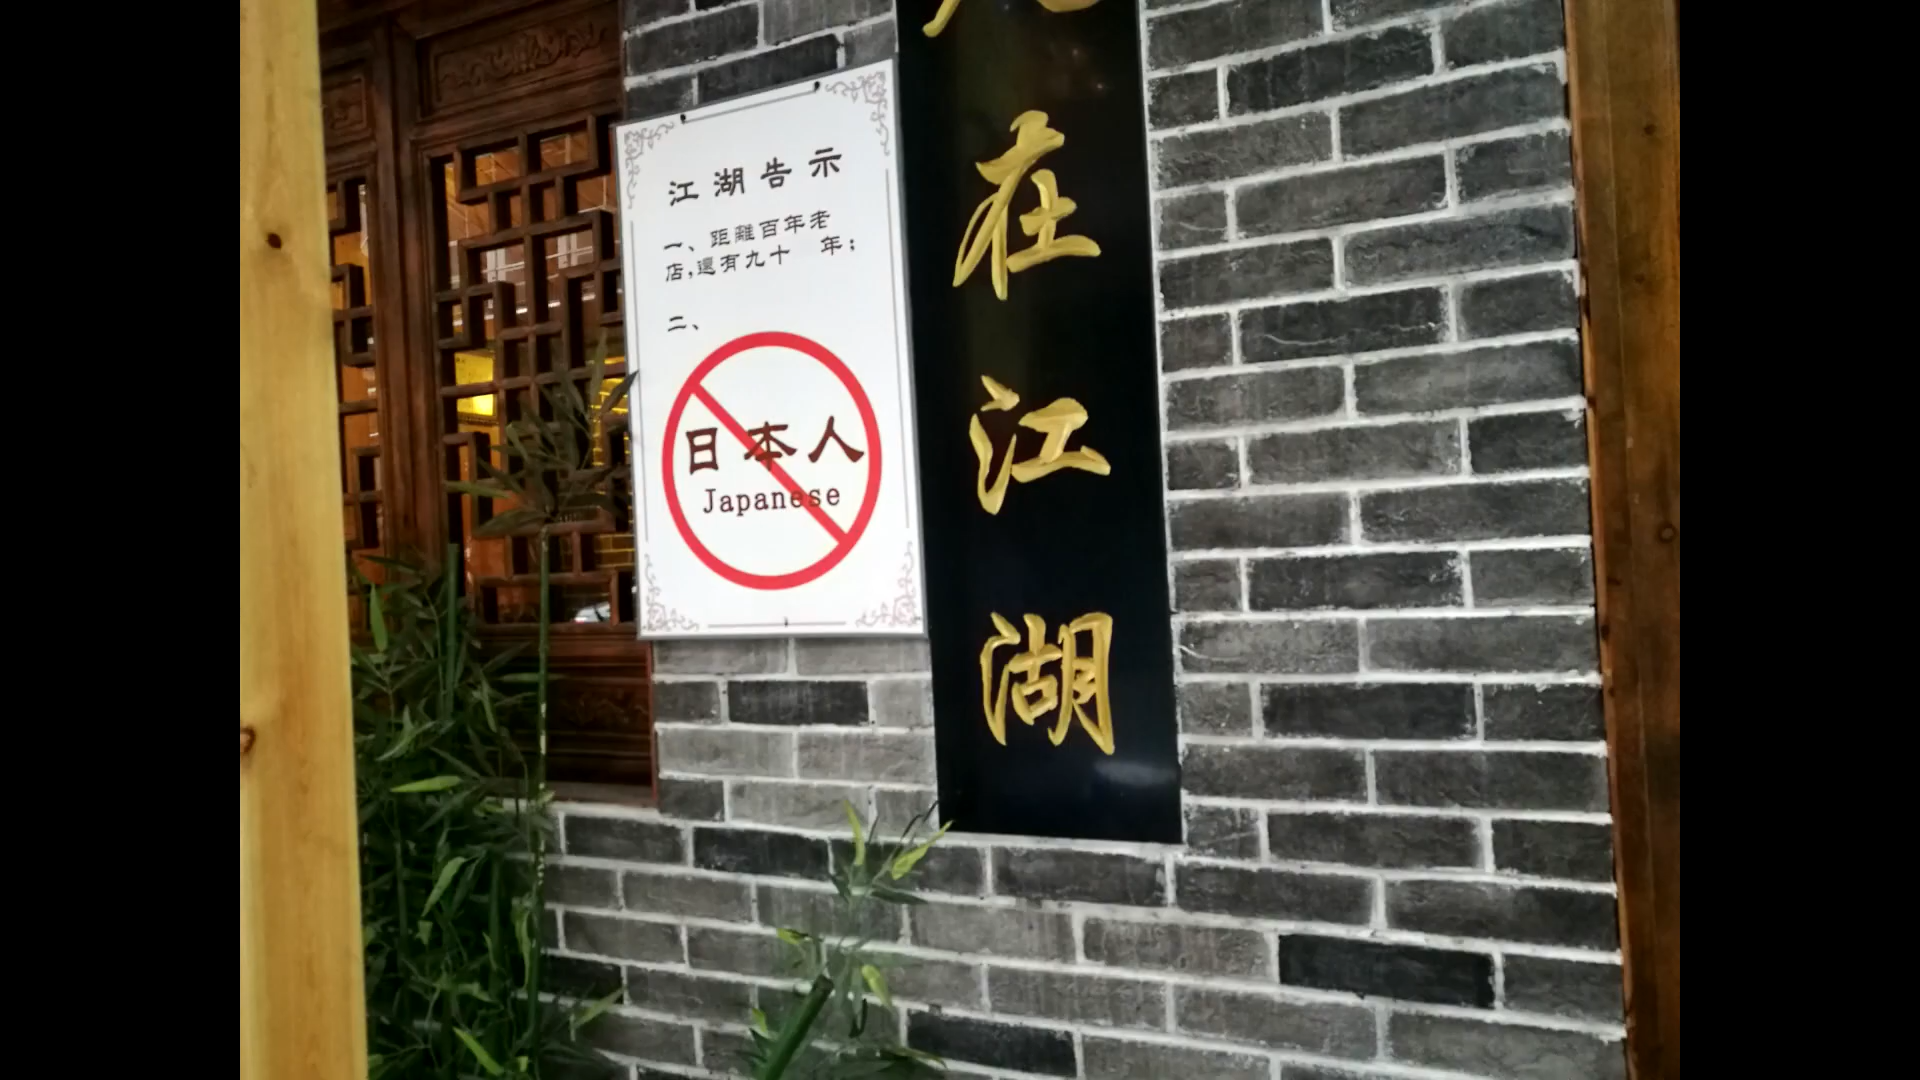 江湖告示
一、距離百年老
店,還有九十 年;
二、
日本人
Japanese
在江湖